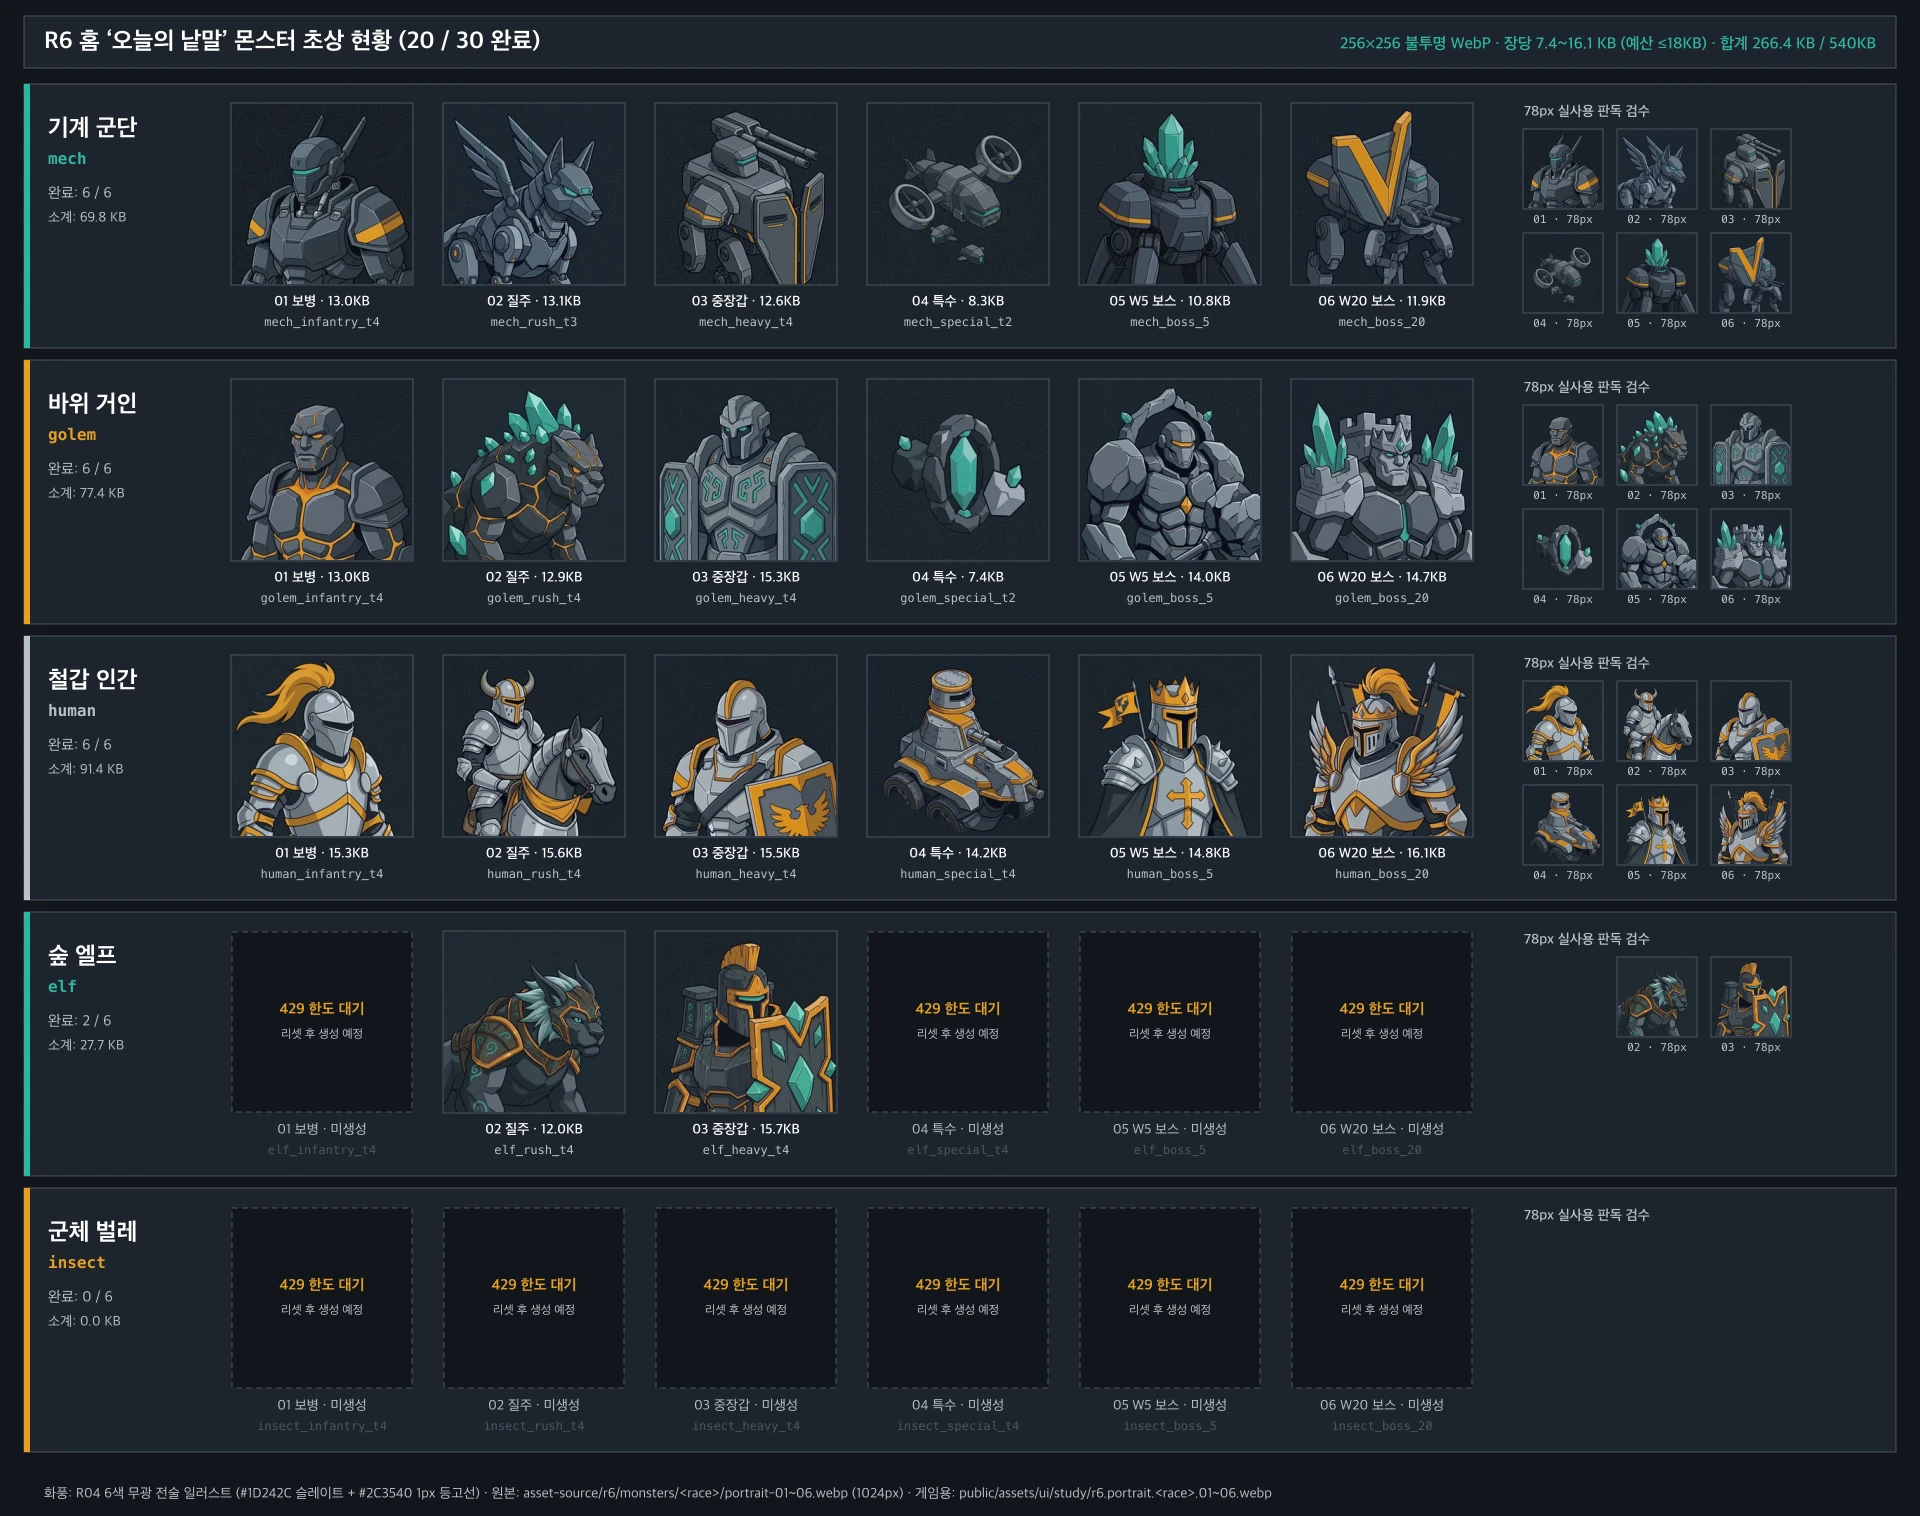 R6 홈 ‘오늘의 낱말’ 몬스터 초상 현황 (20 / 30 완료)
256×256 불투명 WebP · 장당 7.4~16.1 KB (예산 ≤18KB) · 합계 266.4 KB / 540KB
기계 군단
mech
완료: 6 / 6
소계: 69.8 KB
01 보병 · 13.0KB
mech_infantry_t4
02 질주 · 13.1KB
mech_rush_t3
03 중장갑 · 12.6KB
mech_heavy_t4
04 특수 · 8.3KB
mech_special_t2
05 W5 보스 · 10.8KB
mech_boss_5
06 W20 보스 · 11.9KB
mech_boss_20
78px 실사용 판독 검수
01 · 78px
02 · 78px
03 · 78px
04 · 78px
05 · 78px
06 · 78px
바위 거인
golem
완료: 6 / 6
소계: 77.4 KB
01 보병 · 13.0KB
golem_infantry_t4
02 질주 · 12.9KB
golem_rush_t4
03 중장갑 · 15.3KB
golem_heavy_t4
04 특수 · 7.4KB
golem_special_t2
05 W5 보스 · 14.0KB
golem_boss_5
06 W20 보스 · 14.7KB
golem_boss_20
78px 실사용 판독 검수
01 · 78px
02 · 78px
03 · 78px
04 · 78px
05 · 78px
06 · 78px
철갑 인간
human
완료: 6 / 6
소계: 91.4 KB
01 보병 · 15.3KB
human_infantry_t4
02 질주 · 15.6KB
human_rush_t4
03 중장갑 · 15.5KB
human_heavy_t4
04 특수 · 14.2KB
human_special_t4
05 W5 보스 · 14.8KB
human_boss_5
06 W20 보스 · 16.1KB
human_boss_20
78px 실사용 판독 검수
01 · 78px
02 · 78px
03 · 78px
04 · 78px
05 · 78px
06 · 78px
숲 엘프
elf
완료: 2 / 6
소계: 27.7 KB
429 한도 대기
리셋 후 생성 예정
01 보병 · 미생성
elf_infantry_t4
02 질주 · 12.0KB
elf_rush_t4
03 중장갑 · 15.7KB
elf_heavy_t4
429 한도 대기
리셋 후 생성 예정
04 특수 · 미생성
elf_special_t4
429 한도 대기
리셋 후 생성 예정
05 W5 보스 · 미생성
elf_boss_5
429 한도 대기
리셋 후 생성 예정
06 W20 보스 · 미생성
elf_boss_20
78px 실사용 판독 검수
02 · 78px
03 · 78px
군체 벌레
insect
완료: 0 / 6
소계: 0.0 KB
429 한도 대기
리셋 후 생성 예정
01 보병 · 미생성
insect_infantry_t4
429 한도 대기
리셋 후 생성 예정
02 질주 · 미생성
insect_rush_t4
429 한도 대기
리셋 후 생성 예정
03 중장갑 · 미생성
insect_heavy_t4
429 한도 대기
리셋 후 생성 예정
04 특수 · 미생성
insect_special_t4
429 한도 대기
리셋 후 생성 예정
05 W5 보스 · 미생성
insect_boss_5
429 한도 대기
리셋 후 생성 예정
06 W20 보스 · 미생성
insect_boss_20
78px 실사용 판독 검수
화풍: R04 6색 무광 전술 일러스트 (#1D242C 슬레이트 + #2C3540 1px 등고선) · 원본: asset-source/r6/monsters/<race>/portrait-01~06.webp (1024px) · 게임용: public/assets/ui/study/r6.portrait.<race>.01~06.webp